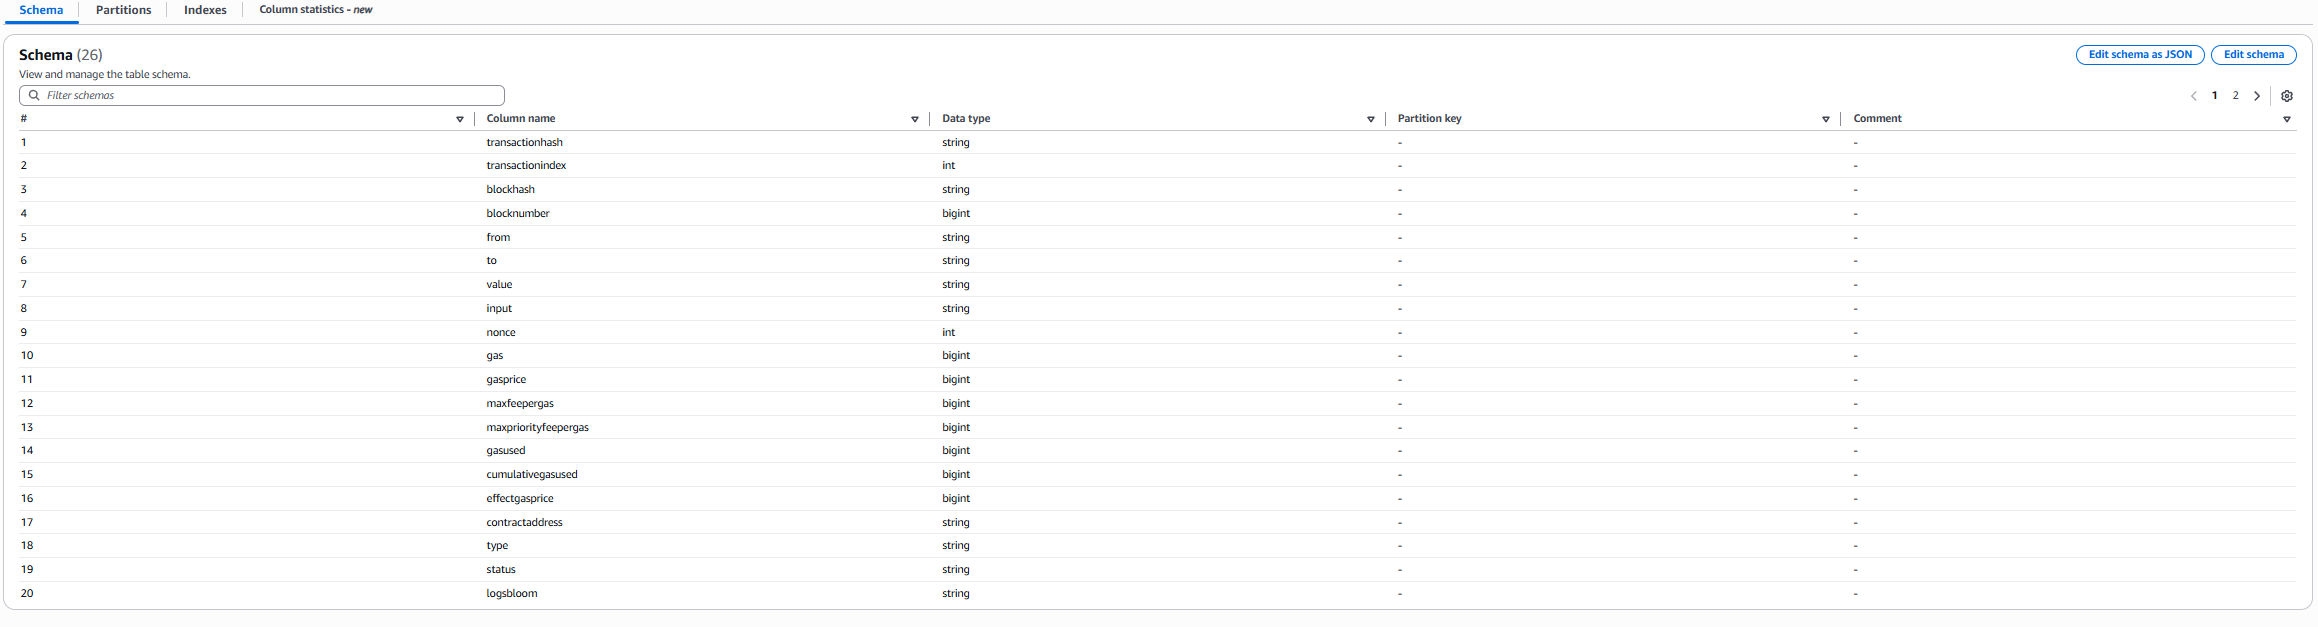 Schema Partitions Indexes Column statistics - new
Schema (26) Edit schema as JSON Edit schema
View and manage the table schema.
Filter schemas 1 2
# Column name Data type Partition key Comment
1 transactionhash string - -
2 transactionindex int - -
3 blockhash string - -
4 blocknumber bigint - -
5 from string - -
6 to string - -
7 value string - -
8 input string - -
9 nonce int - -
10 gas bigint - -
11 gasprice bigint - -
12 maxfeepergas bigint - -
13 maxpriorityfeepergas bigint - -
14 gasused bigint - -
15 cumulativegasused bigint - -
16 effectgasprice bigint - -
17 contractaddress string - -
18 type string - -
19 status string - -
20 logsbloom string - -